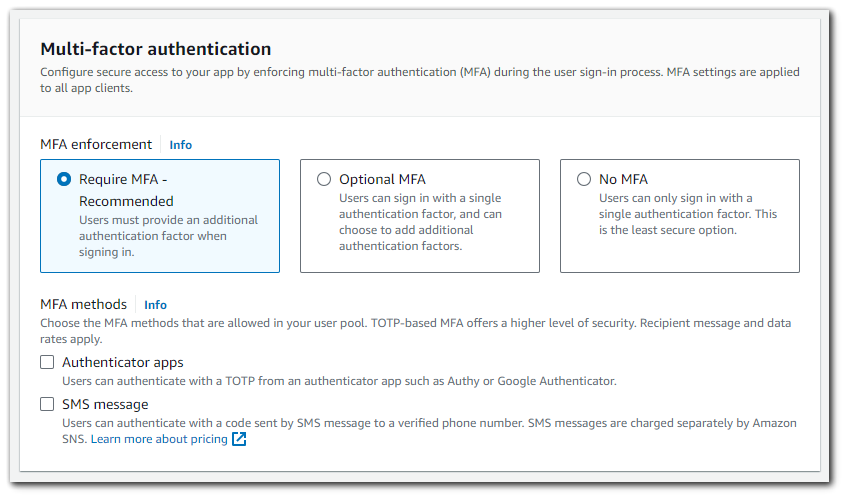 Multi-factor authentication
Configure secure access to your app by enforcing multi-factor authentication (MFA) during the user sign-in process. MFA settings are applied
to all app clients.
MFA enforcement Info
Require MFA -
Recommended
Users must provide an additional
authentication factor when
signing in.
Optional MFA
Users can sign in with a single
authentication factor, and can
choose to add additional
authentication factors.
No MFA
Users can only sign in with a
single authentication factor. This
is the least secure option.
MFA methods Info
Choose the MFA methods that are allowed in your user pool. TOTP-based MFA offers a higher level of security. Recipient message and data
rates apply.
Authenticator apps
Users can authenticate with a TOTP from an authenticator app such as Authy or Google Authenticator.
SMS message
Users can authenticate with a code sent by SMS message to a verified phone number. SMS messages are charged separately by Amazon
SNS. Learn more about pricing